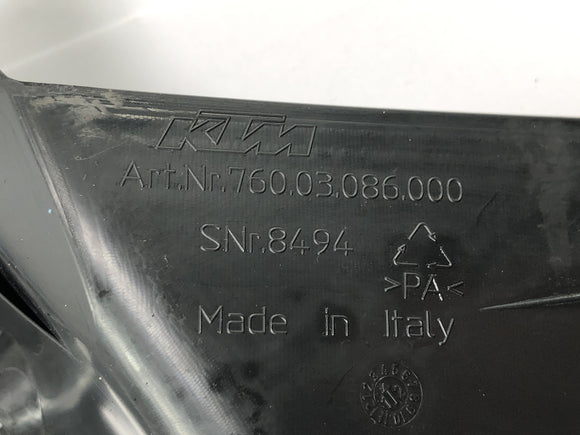 KTM
Art.Nr.760.03.086.000
SNr.8494
>PA<
Made in Italy